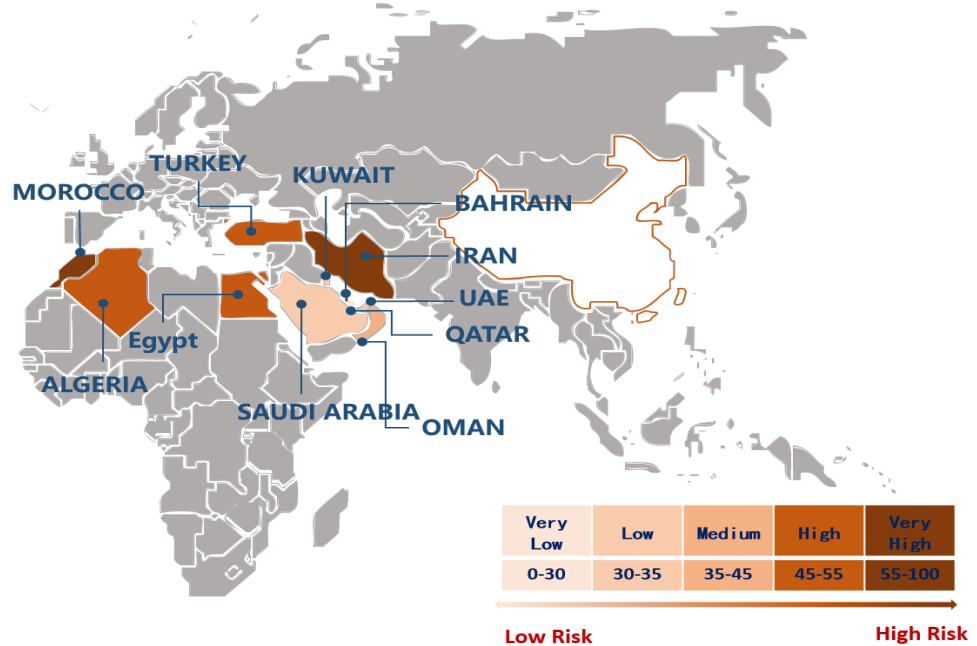 TURKEY
KUWAIT
MOROCCO
BAHRAIN
IRAN
UAE
QATAR
Egypt
ALGERIA
SAUDI ARABIA
OMAN
Very Low
Low
Medium
High
Very High
0-30
30-35
35-45
45-55
55-100
Low Risk
High Risk